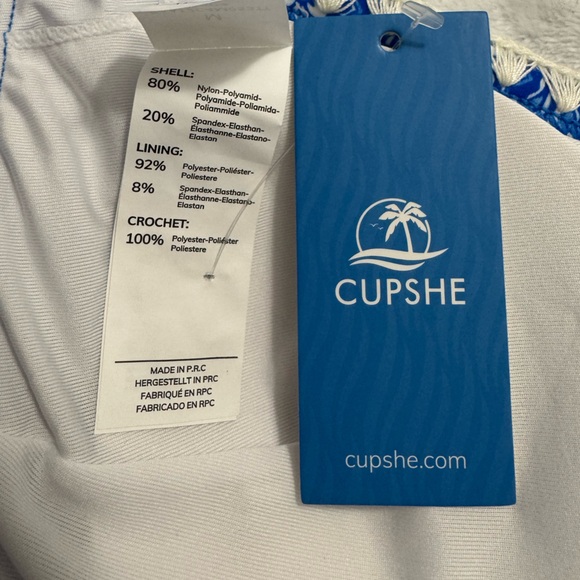 M
SHELL:
80% Nylon-Polyamid-
Polyamide-Poliamida-
Poliammide
20% Spandex-Elasthan-
Élasthanne-Elastano-
Elastan
LINING:
92% Polyester-Poliéster-
Poliestere
8% Spandex-Elasthan-
Élasthanne-Elastano-
Elastan
CROCHET:
100% Polyester-Poliéster
Poliestere
MADE IN P.R.C
HERGESTELLT IN PRC
FABRIQUÉ EN RPC
FABRICADO EN RPC
CUPSHE
cupshe.com